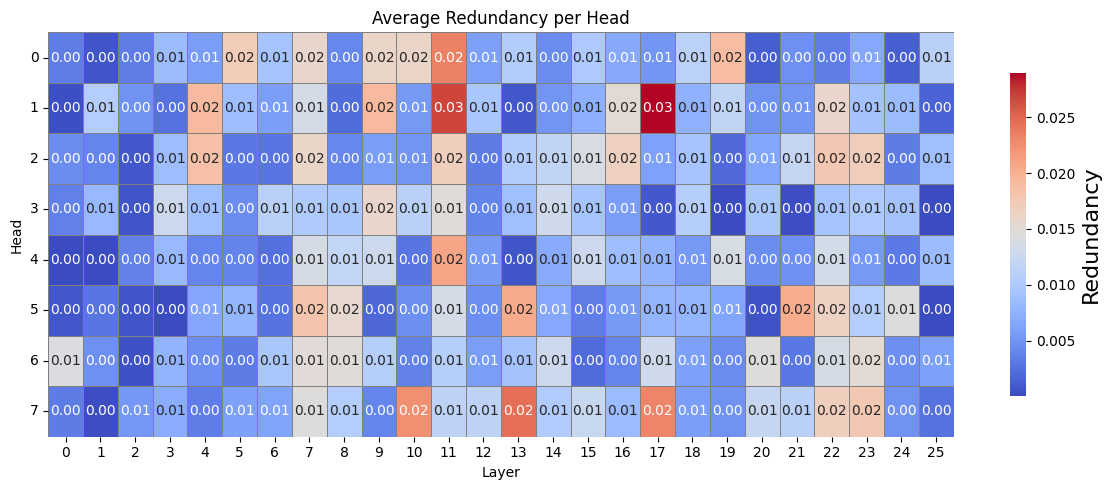 Average Redundancy per Head
0 0.00 0.00 0.00 0.01 0.01 0.02 0.01 0.02 0.00 0.02 0.02 0.02 0.01 0.01 0.00 0.01 0.01 0.01 0.01 0.02 0.00 0.00 0.00 0.01 0.00 0.01
1 0.00 0.01 0.00 0.00 0.02 0.01 0.01 0.01 0.00 0.02 0.01 0.03 0.01 0.00 0.00 0.01 0.02 0.03 0.01 0.01 0.00 0.01 0.02 0.01 0.01 0.00
2 0.00 0.00 0.00 0.01 0.02 0.00 0.00 0.02 0.00 0.01 0.01 0.02 0.00 0.01 0.01 0.01 0.02 0.01 0.01 0.00 0.01 0.01 0.02 0.02 0.00 0.01
3 0.00 0.01 0.00 0.01 0.01 0.00 0.01 0.01 0.01 0.02 0.01 0.01 0.00 0.01 0.01 0.01 0.01 0.00 0.01 0.00 0.01 0.00 0.01 0.01 0.01 0.00
4 0.00 0.00 0.00 0.01 0.00 0.00 0.00 0.01 0.01 0.01 0.00 0.02 0.01 0.00 0.01 0.01 0.01 0.01 0.01 0.01 0.00 0.00 0.01 0.01 0.00 0.01
5 0.00 0.00 0.00 0.00 0.01 0.01 0.00 0.02 0.02 0.00 0.00 0.01 0.00 0.02 0.01 0.00 0.01 0.01 0.01 0.01 0.00 0.02 0.02 0.01 0.01 0.00
6 0.01 0.00 0.00 0.01 0.00 0.00 0.01 0.01 0.01 0.01 0.00 0.01 0.01 0.01 0.01 0.00 0.00 0.01 0.01 0.00 0.01 0.00 0.01 0.02 0.00 0.01
7 0.00 0.00 0.01 0.01 0.00 0.01 0.01 0.01 0.01 0.00 0.02 0.01 0.01 0.02 0.01 0.01 0.01 0.02 0.01 0.00 0.01 0.01 0.02 0.02 0.00 0.00
0 1 2 3 4 5 6 7 8 9 10 11 12 13 14 15 16 17 18 19 20 21 22 23 24 25
Layer
Head
0.025
0.020
0.015
0.010
0.005
Redundancy